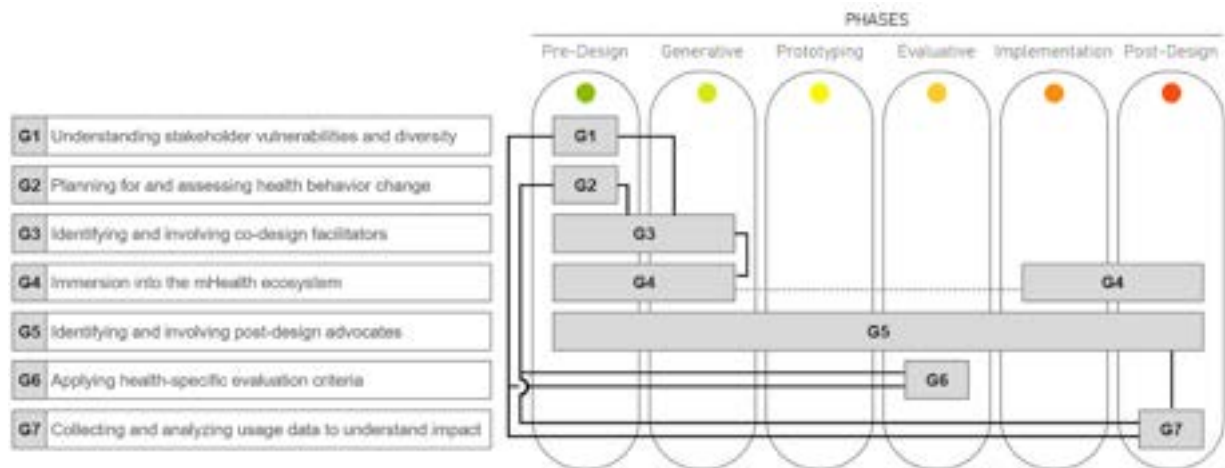 PHASES
Pre-Design Generative Prototyping Evaluative Implementation Post-Design
G1 Understanding stakeholder vulnerabilities and diversity G1
G2 Planning for and assessing health behavior change G2
G3 Identifying and involving co-design facilitators G3
G4 Immersion into the mHealth ecosystem G4 G4
G5 Identifying and involving post-design advocates G5
G6 Applying health-specific evaluation criteria G6
G7 Collecting and analyzing usage data to understand impact G7